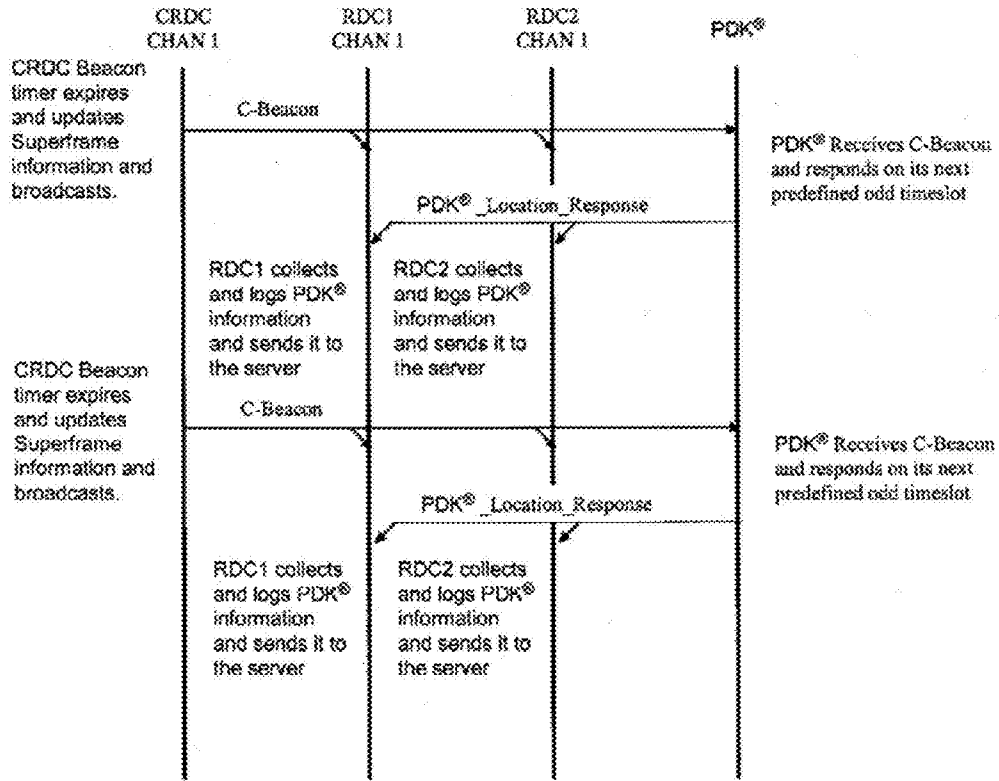 CRDC
CHAN 1
RDC1
CHAN 1
RDC2
CHAN 1
PDK®
CRDC Beacon
timer expires
and updates
Superframe
information and
broadcasts.
C-Beacon
PDK® Receives C-Beacon
and responds on its next
predefined odd timeslot
PDK® _Location_Response
RDC1 collects
and logs PDK®
information
and sends it to
the server
RDC2 collects
and logs PDK®
information
and sends it to
the server
CRDC Beacon
timer expires
and updates
Superframe
information and
broadcasts.
C-Beacon
PDK® Receives C-Beacon
and responds on its next
predefined odd timeslot
PDK® _Location_Response
RDC1 collects
and logs PDK®
information
and sends it to
the server
RDC2 collects
and logs PDK®
information
and sends it to
the server